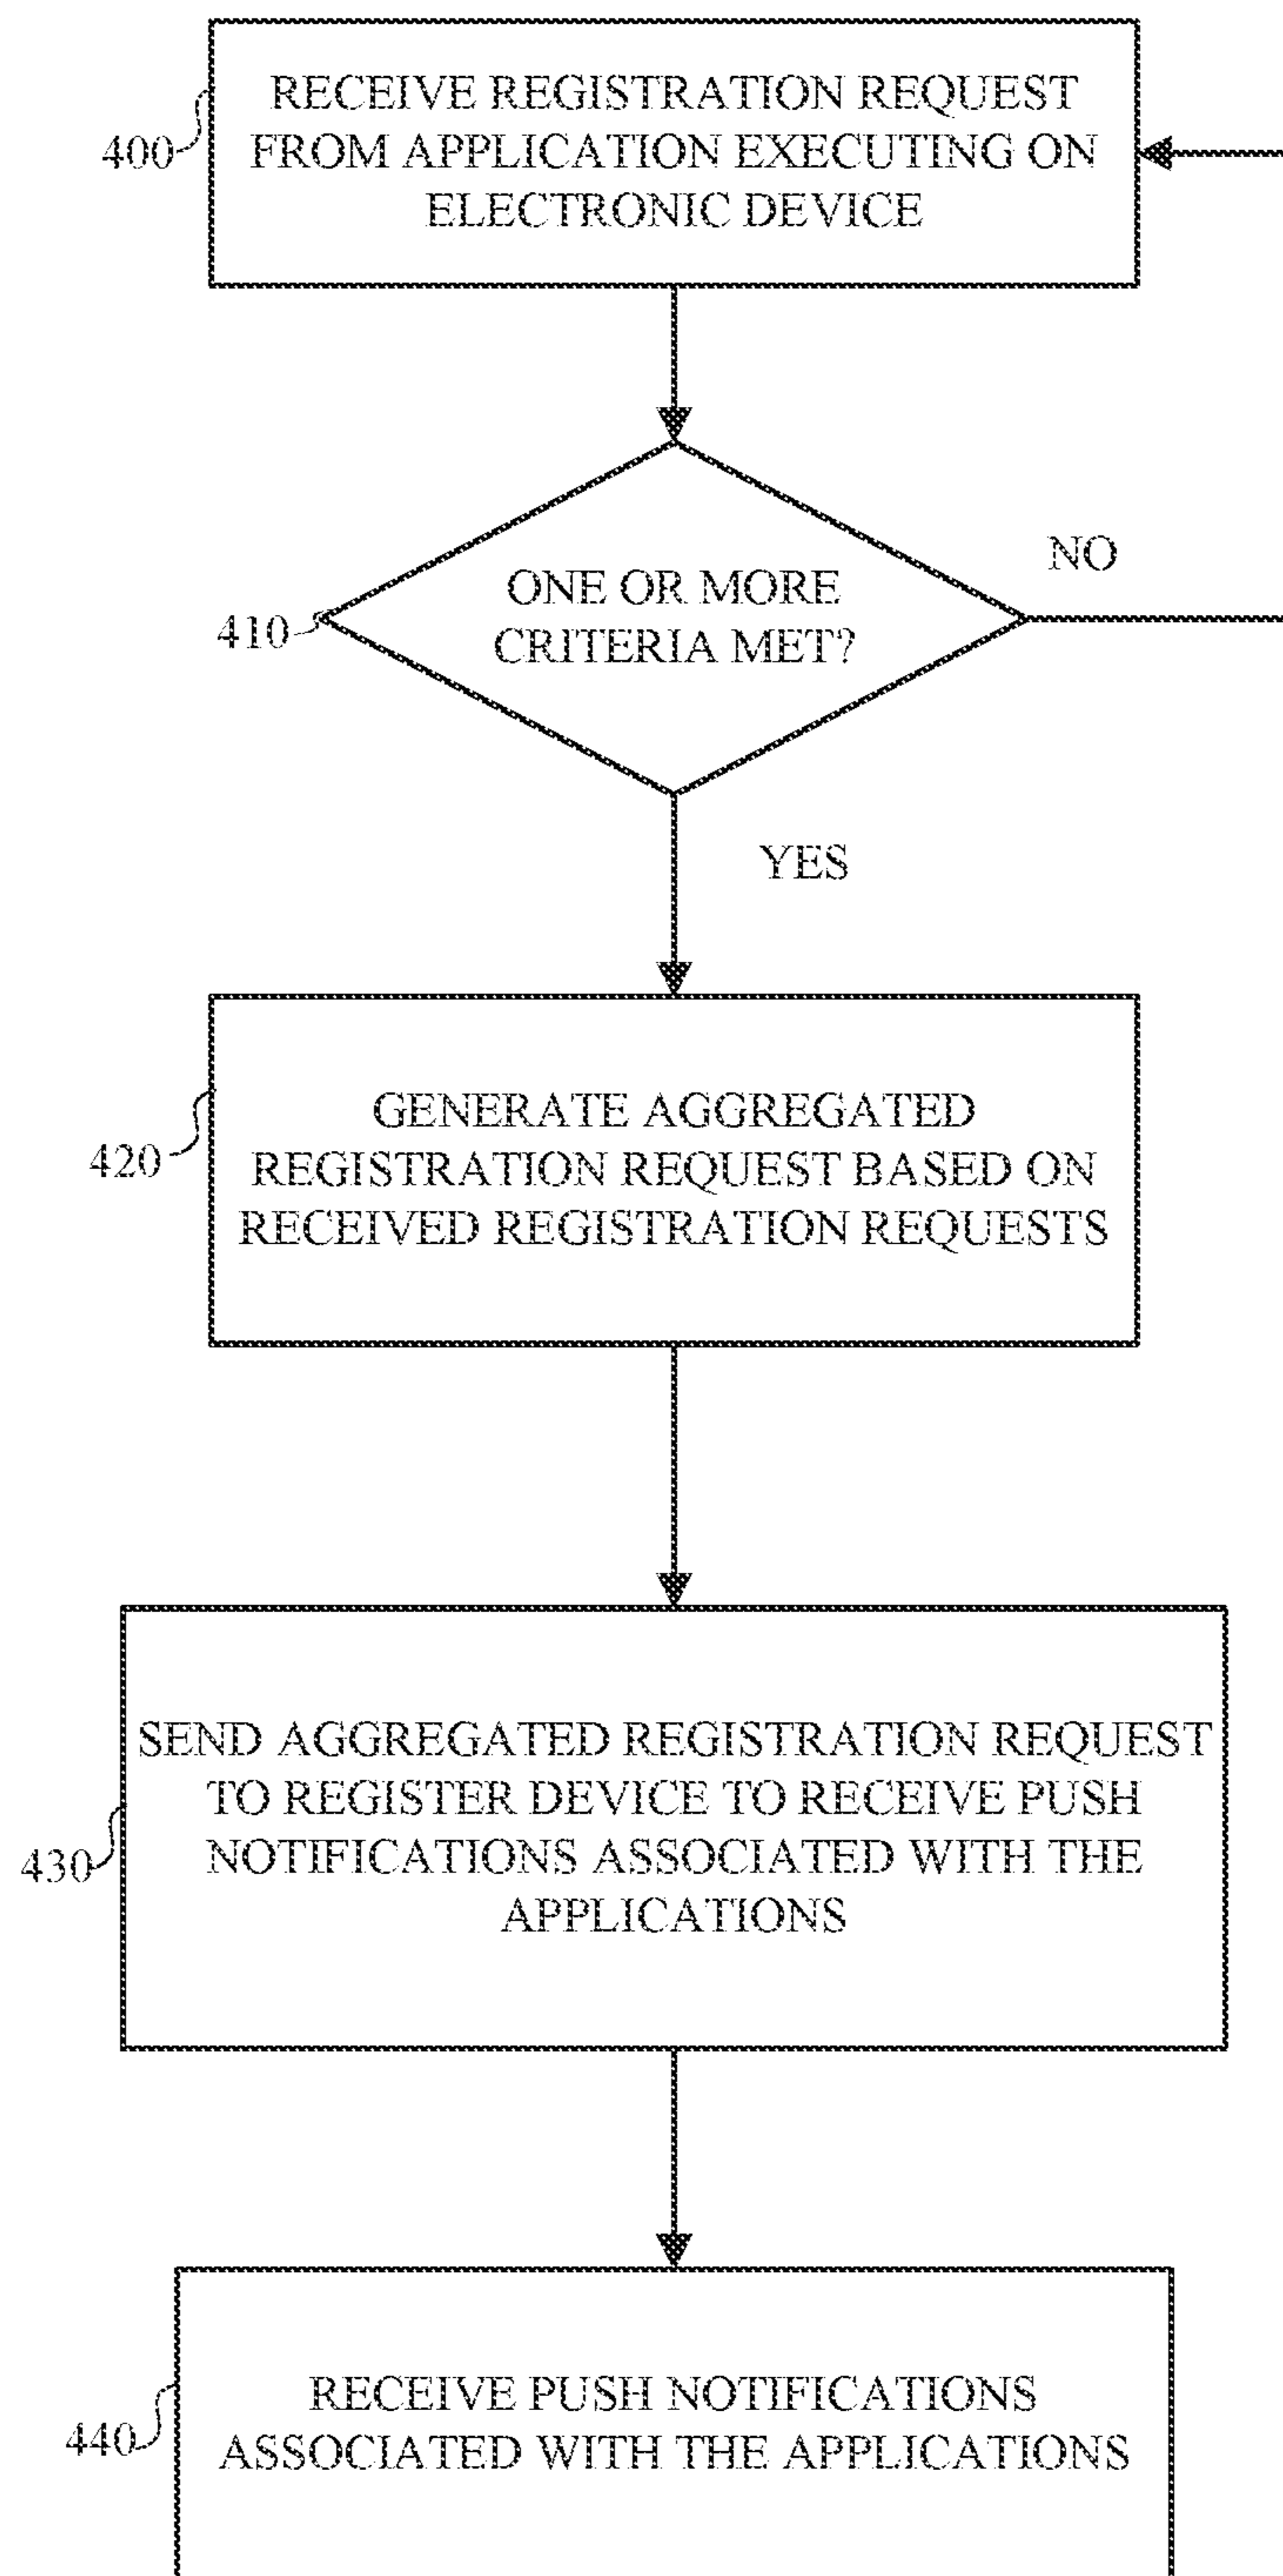 RECEIVE REGISTRATION REQUEST
FROM APPLICATION EXECUTING ON
ELECTRONIC DEVICE
400
ONE OR MORE
CRITERIA MET?
410
NO
YES
GENERATE AGGREGATED
REGISTRATION REQUEST BASED ON
RECEIVED REGISTRATION REQUESTS
420
SEND AGGREGATED REGISTRATION REQUEST
TO REGISTER DEVICE TO RECEIVE PUSH
NOTIFICATIONS ASSOCIATED WITH THE
APPLICATIONS
430
RECEIVE PUSH NOTIFICATIONS
ASSOCIATED WITH THE APPLICATIONS
440